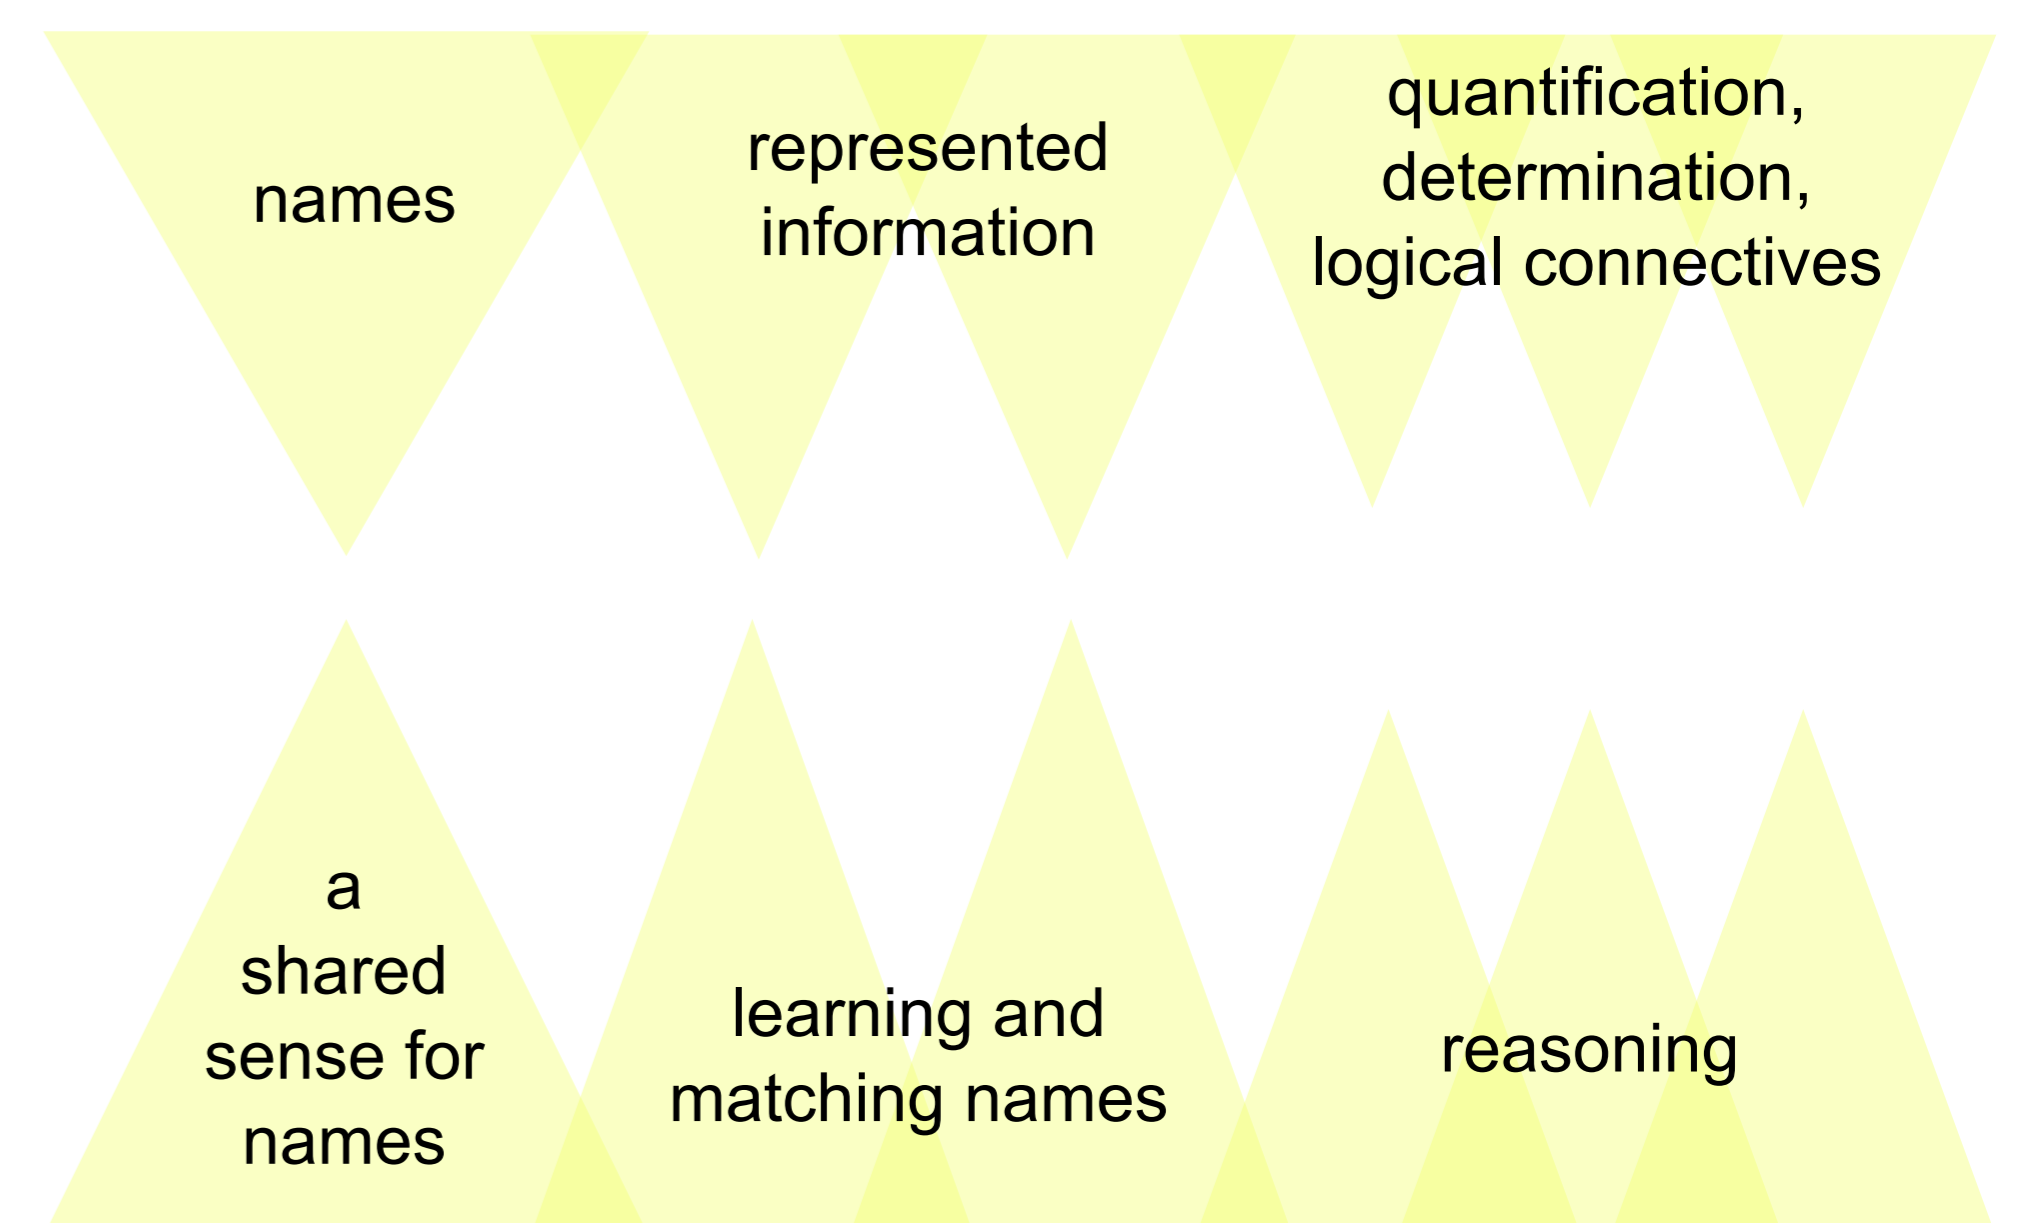 names
represented
information
quantification,
determination,
logical connectives
a
shared
sense for
names
learning and
matching names
reasoning